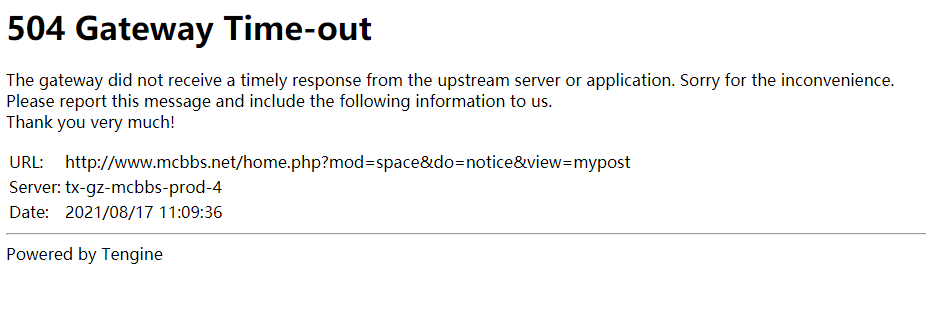 504 Gateway Time-out
The gateway did not receive a timely response from the upstream server or application. Sorry for the inconvenience.
Please report this message and include the following information to us.
Thank you very much!
URL: http://www.mcbbs.net/home.php?mod=space&do=notice&view=mypost
Server: tx-gz-mcbbs-prod-4
Date: 2021/08/17 11:09:36
Powered by Tengine